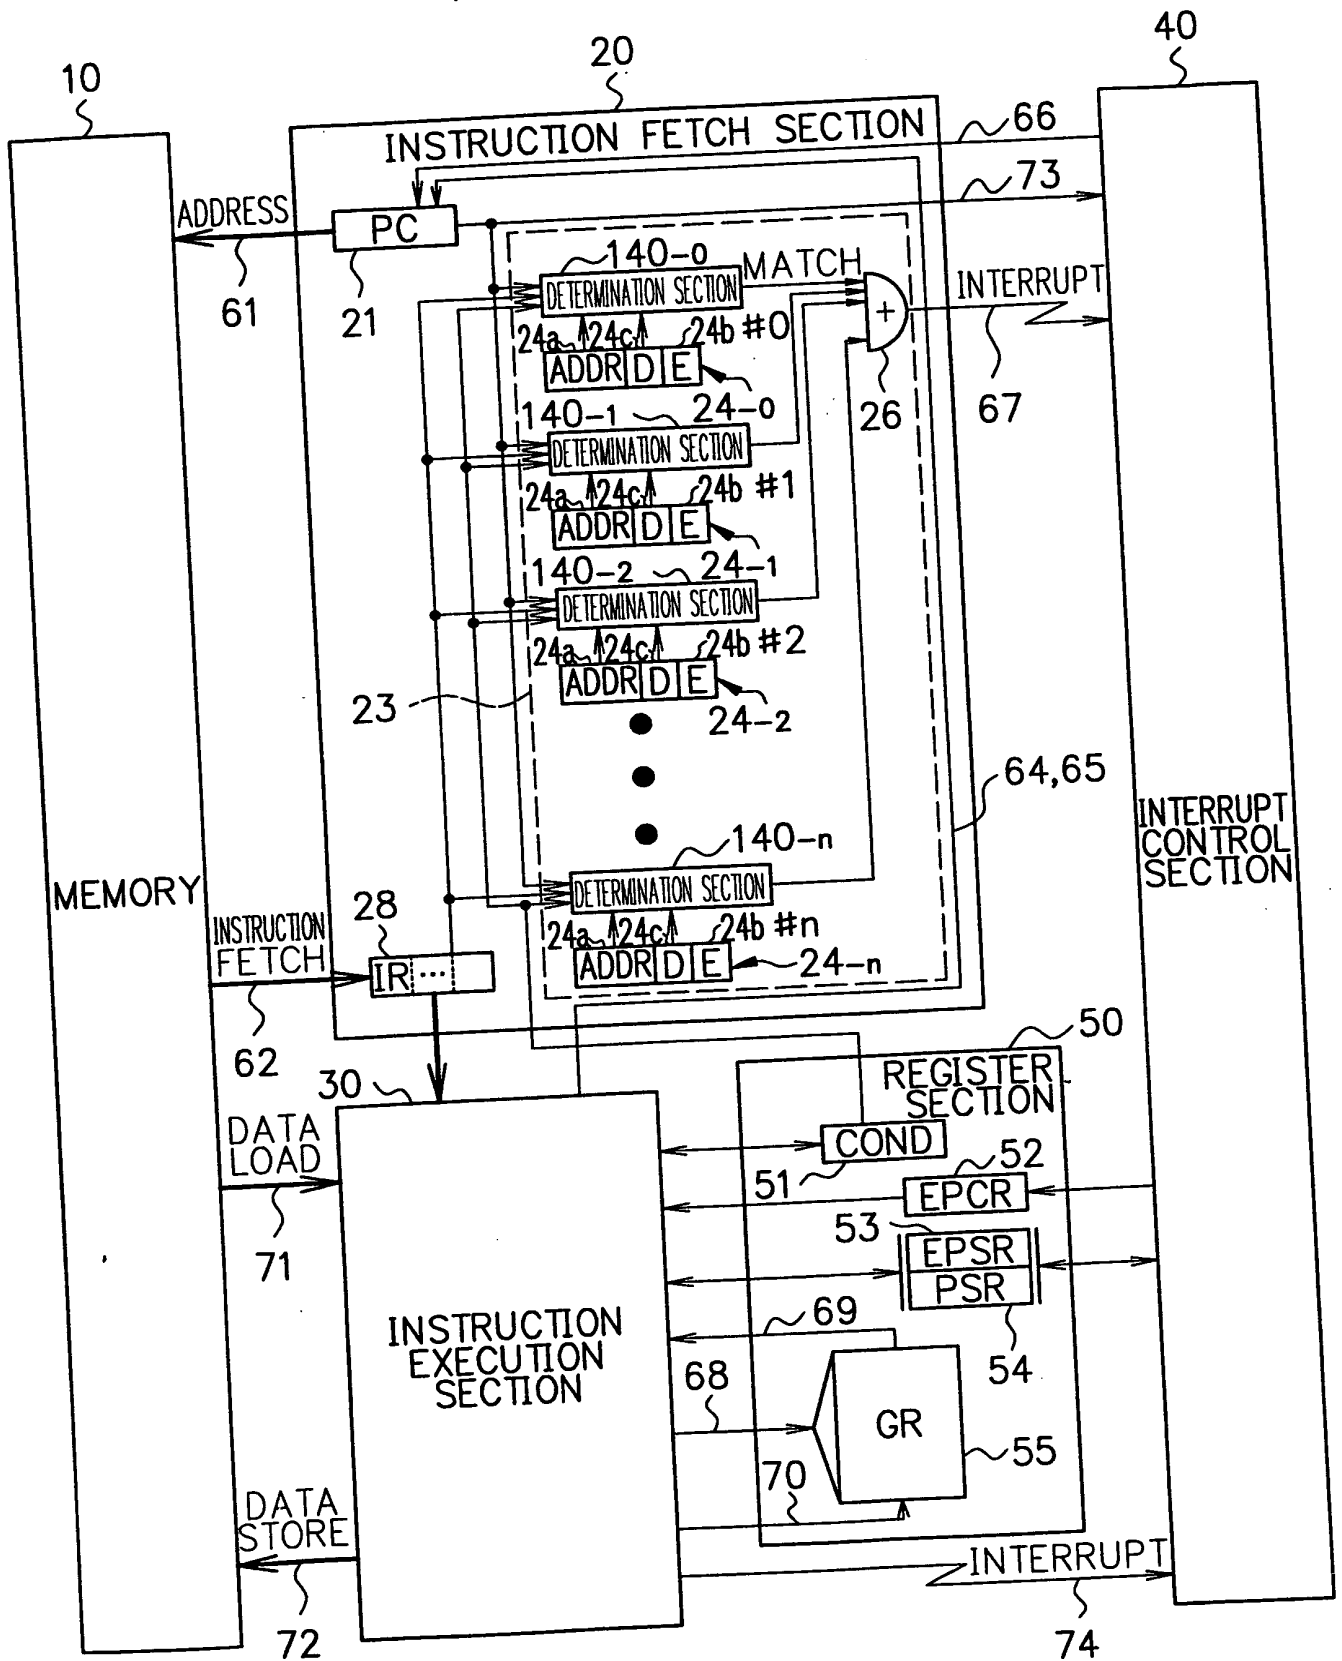 10
20
40
INSTRUCTION FETCH SECTION
66
73
ADDRESS
PC
61
21
140-0
MATCH
INTERRUPT
DETERMINATION SECTION
+
24a 24c 24b #0
ADDR D E
26
67
140-1
24-0
DETERMINATION SECTION
24a 24c 24b #1
ADDR D E
140-2
24-1
DETERMINATION SECTION
24a 24c 24b #2
ADDR D E
23
24-2
64,65
INTERRUPT
CONTROL
SECTION
140-n
MEMORY
DETERMINATION SECTION
28
INSTRUCTION
FETCH
24a 24c 24b #n
IR ...
ADDR D E
24-n
62
50
30
REGISTER
SECTION
DATA
LOAD
COND
51
52
EPCR
71
53
EPSR
PSR
69
54
INSTRUCTION
EXECUTION
SECTION
68
GR
55
70
DATA
STORE
INTERRUPT
72
74